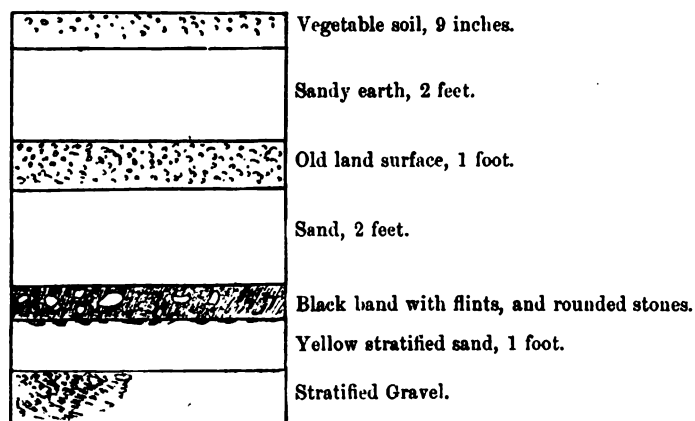 Vegetable soil, 9 inches.
Sandy earth, 2 feet.
Old land surface, 1 foot.
Sand, 2 feet.
Black band with flints, and rounded stones.
Yellow stratified sand, 1 foot.
Stratified Gravel.